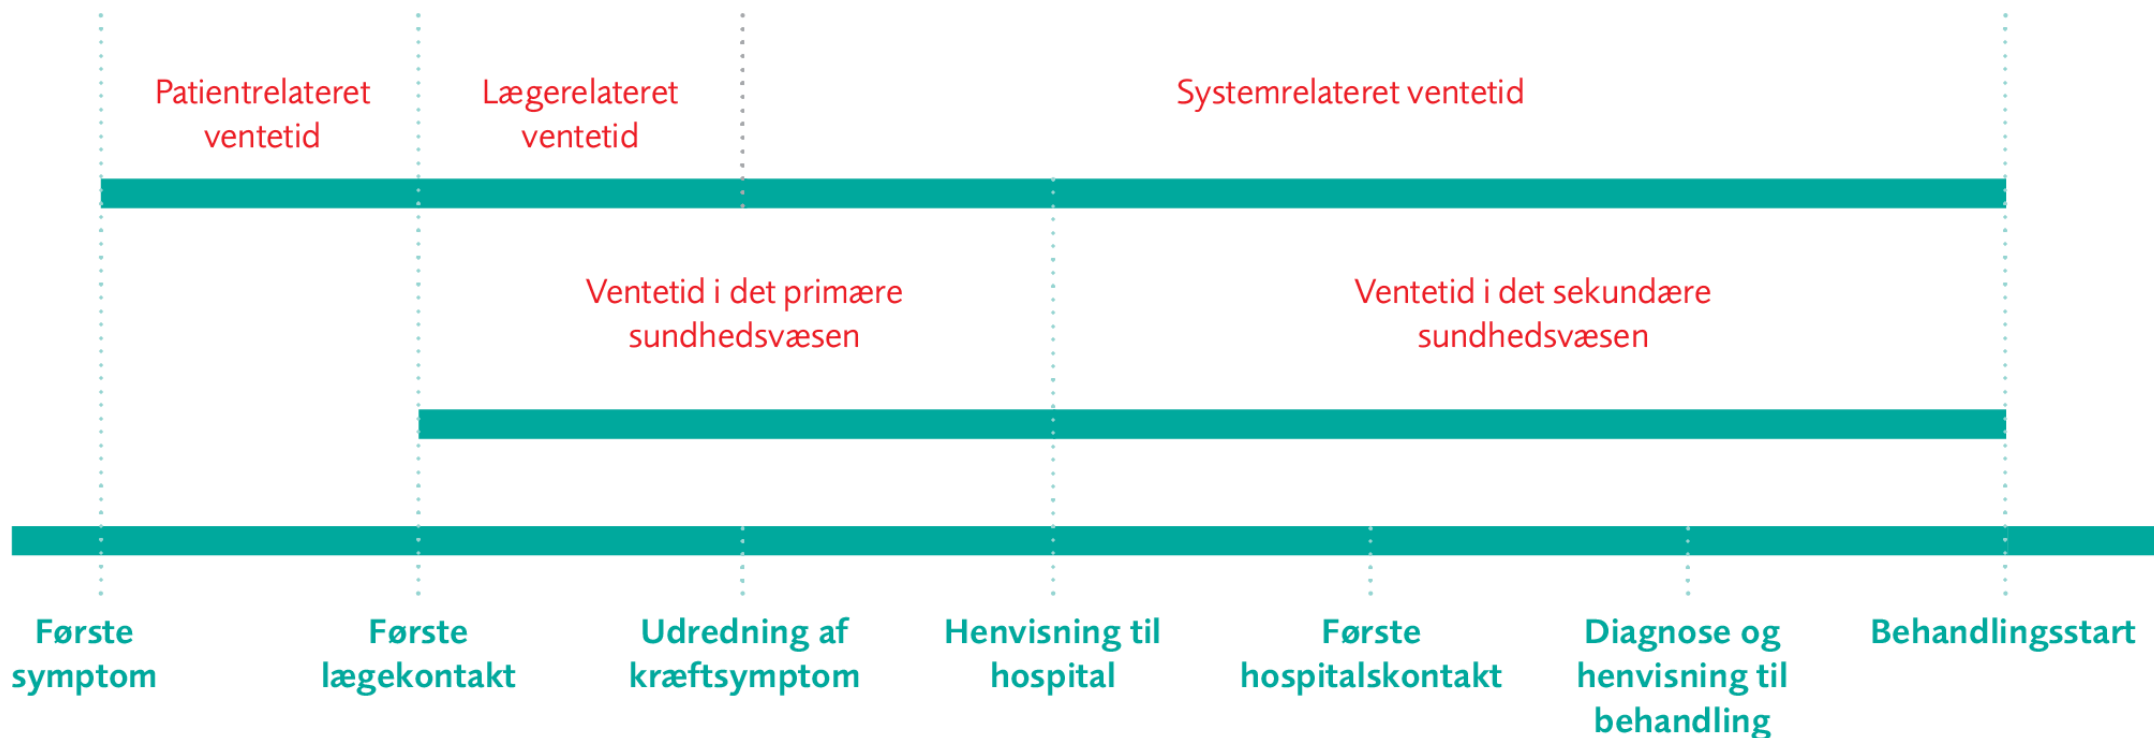 Patientrelateret
ventetid
Lægerelateret
ventetid
Systemrelateret ventetid
Ventetid i det primære
sundhedsvæsen
Ventetid i det sekundære
sundhedsvæsen
Første
symptom
Første
lægekontakt
Udredning af
kræftsymptom
Henvisning til
hospital
Første
hospitalskontakt
Diagnose og
henvisning til
behandling
Behandlingsstart